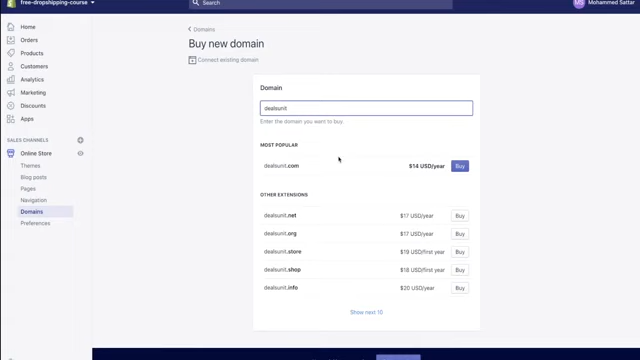 free-dropshipping-course
Search
MS
Mohammed Sattar
Home
Orders
Products
Customers
Analytics
Marketing
Discounts
Apps
SALES CHANNELS
Online Store
Themes
Blog posts
Pages
Navigation
Domains
Preferences
Domains
Buy new domain
Connect existing domain
Domain
dealsunit
Enter the domain you want to buy.
MOST POPULAR
dealsunit.com $14 USD/year Buy
OTHER EXTENSIONS
dealsunit.net $17 USD/year Buy
dealsunit.org $17 USD/year Buy
dealsunit.store $19 USD/first year Buy
dealsunit.shop $18 USD/first year Buy
dealsunit.info $20 USD/year Buy
Show next 10